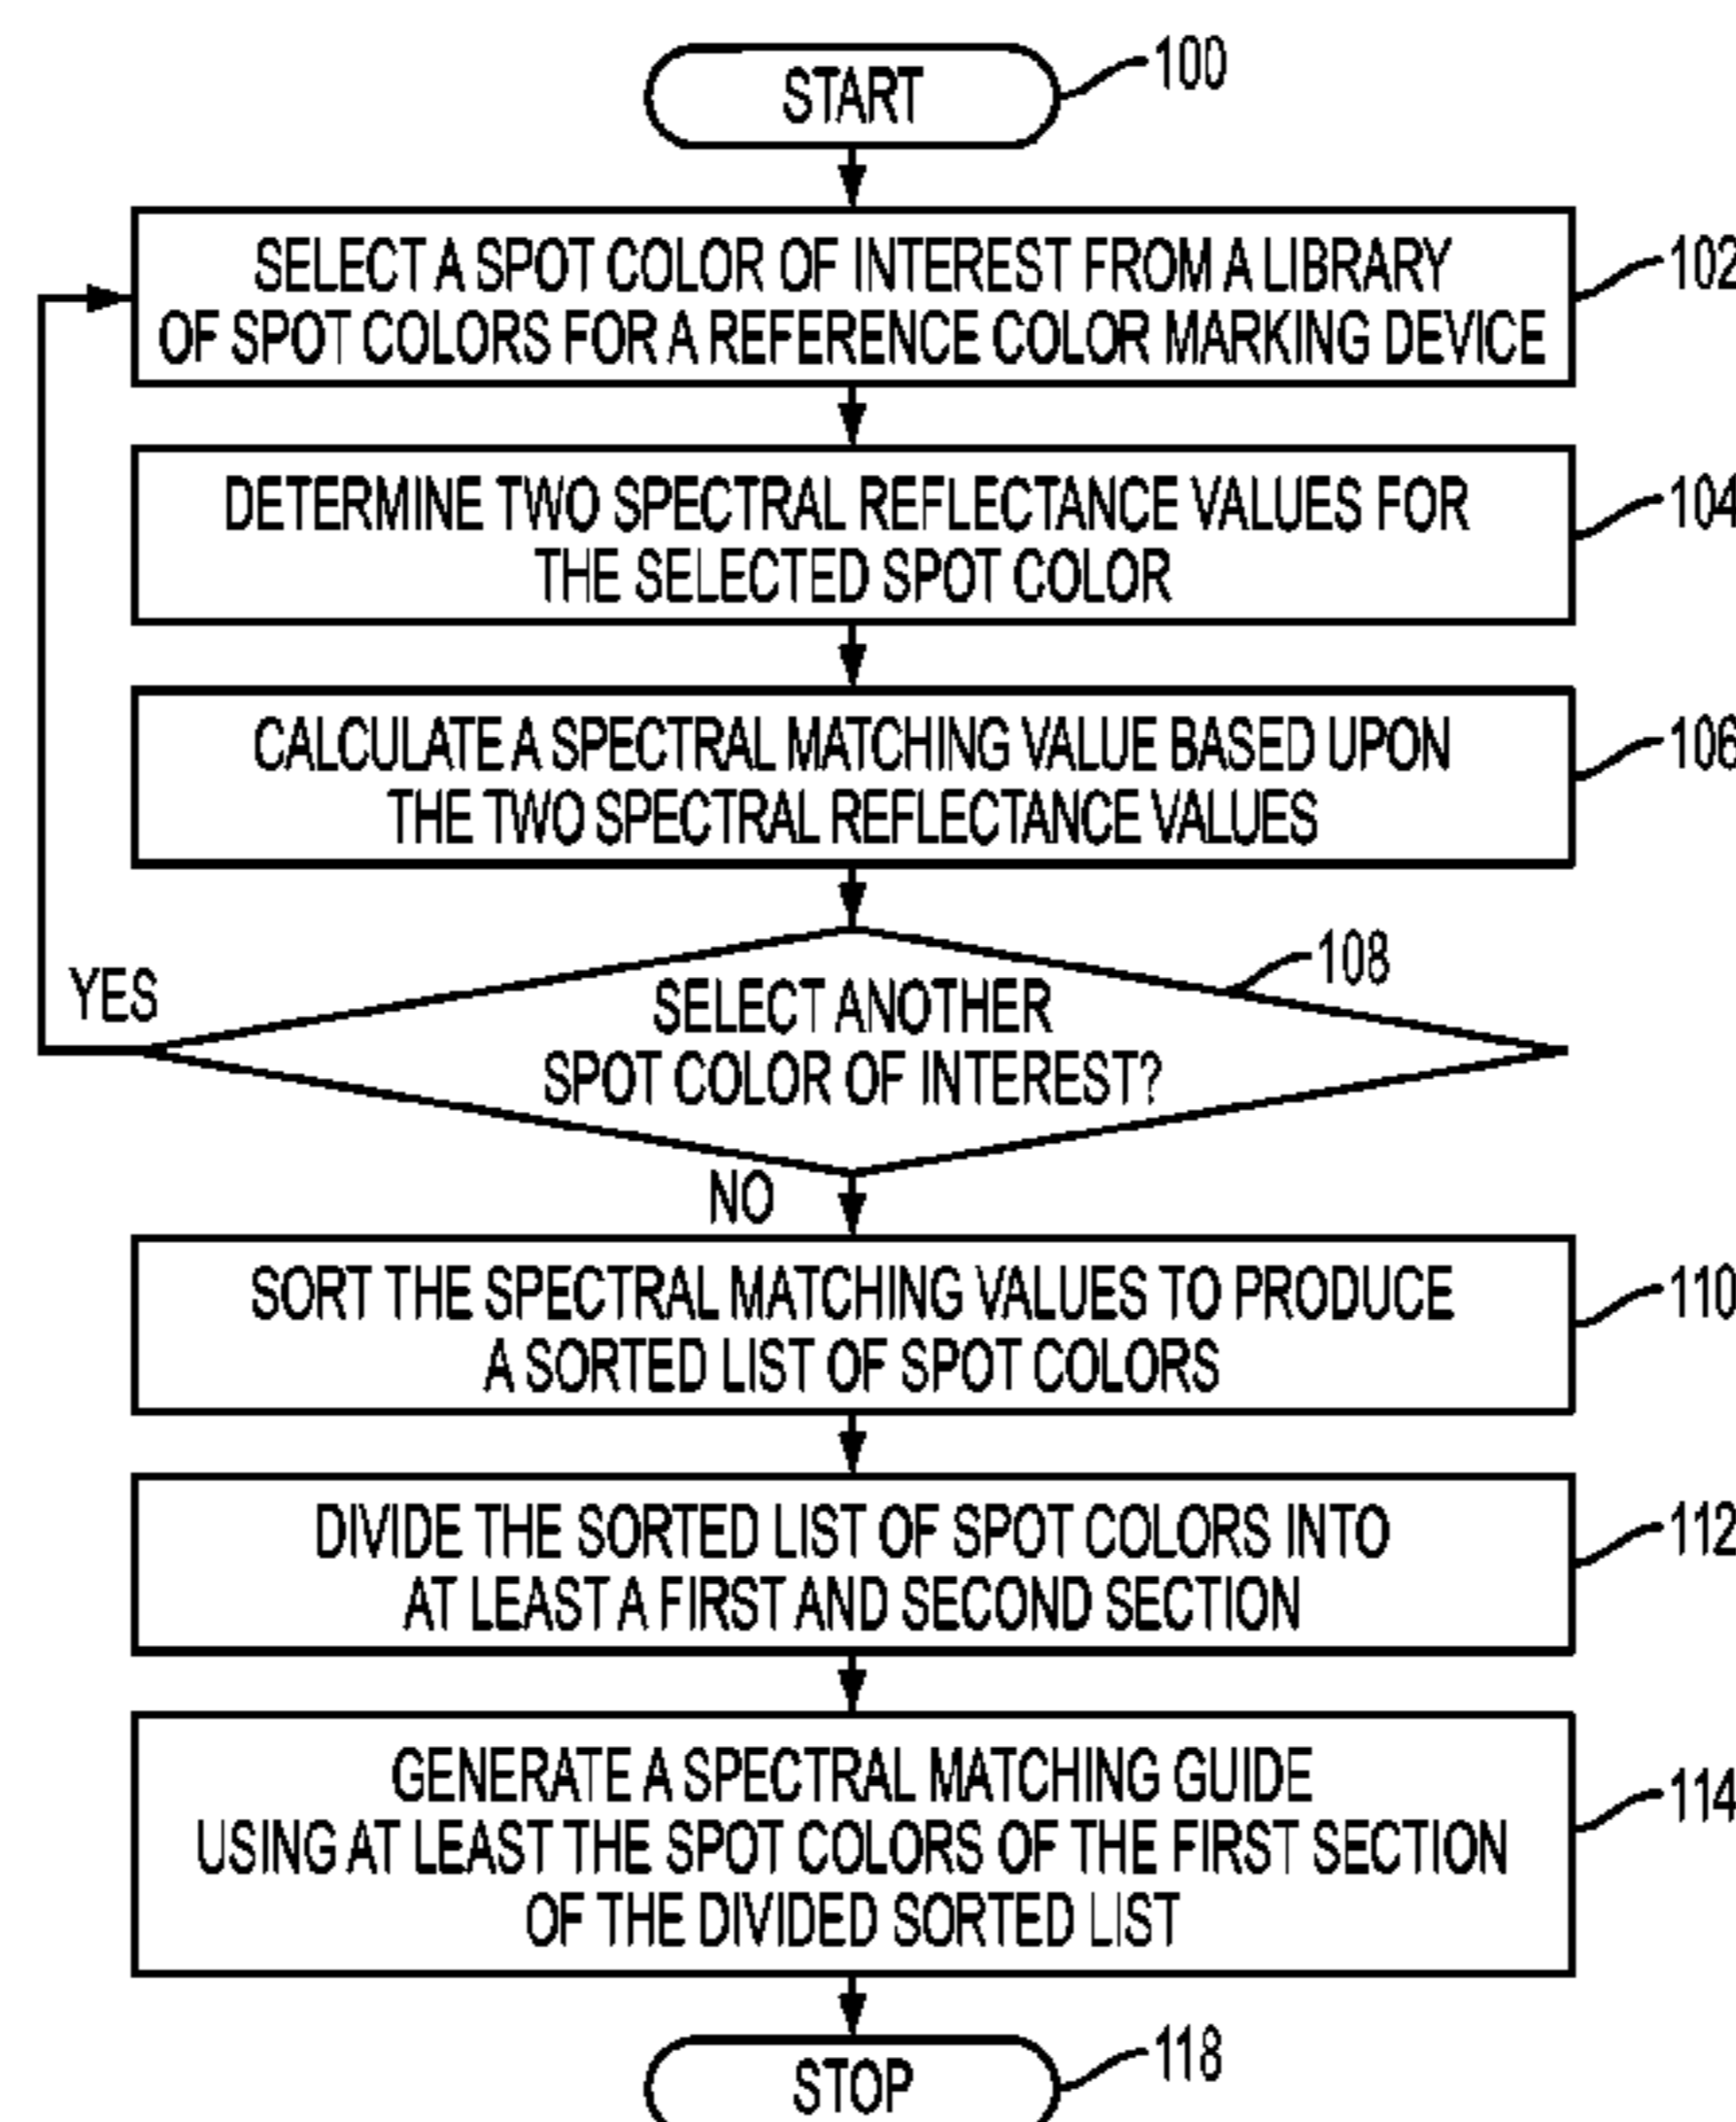 START
100
SELECT A SPOT COLOR OF INTEREST FROM A LIBRARY
OF SPOT COLORS FOR A REFERENCE COLOR MARKING DEVICE
102
DETERMINE TWO SPECTRAL REFLECTANCE VALUES FOR
THE SELECTED SPOT COLOR
104
CALCULATE A SPECTRAL MATCHING VALUE BASED UPON
THE TWO SPECTRAL REFLECTANCE VALUES
106
108
YES
SELECT ANOTHER
SPOT COLOR OF INTEREST?
NO
SORT THE SPECTRAL MATCHING VALUES TO PRODUCE
A SORTED LIST OF SPOT COLORS
110
DIVIDE THE SORTED LIST OF SPOT COLORS INTO
AT LEAST A FIRST AND SECOND SECTION
112
GENERATE A SPECTRAL MATCHING GUIDE
USING AT LEAST THE SPOT COLORS OF THE FIRST SECTION
OF THE DIVIDED SORTED LIST
114
STOP
118